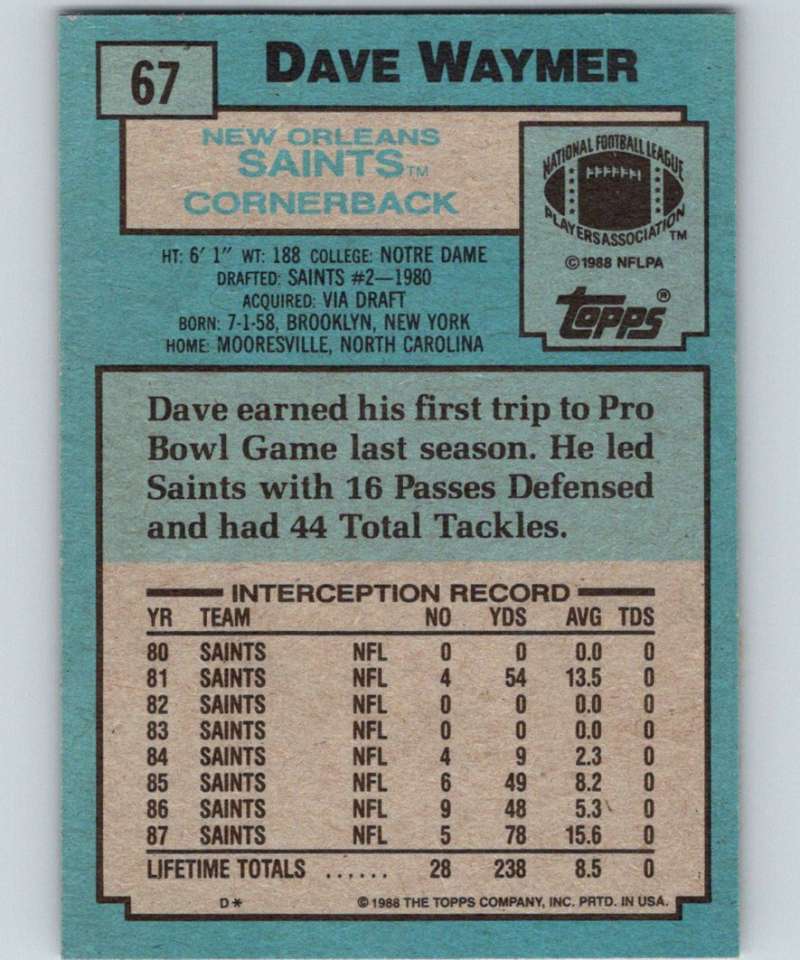 67
DAVE WAYMER
NEW ORLEANS
SAINTS™
CORNERBACK
NATIONAL FOOTBALL LEAGUE
PLAYERS ASSOCIATION™
©1988 NFLPA
TOPPS®
HT: 6' 1" WT: 188 COLLEGE: NOTRE DAME
DRAFTED: SAINTS #2—1980
ACQUIRED: VIA DRAFT
BORN: 7-1-58, BROOKLYN, NEW YORK
HOME: MOORESVILLE, NORTH CAROLINA
Dave earned his first trip to Pro
Bowl Game last season. He led
Saints with 16 Passes Defensed
and had 44 Total Tackles.
INTERCEPTION RECORD
YR TEAM NO YDS AVG TDS
80 SAINTS NFL 0 0 0.0 0
81 SAINTS NFL 4 54 13.5 0
82 SAINTS NFL 0 0 0.0 0
83 SAINTS NFL 0 0 0.0 0
84 SAINTS NFL 4 9 2.3 0
85 SAINTS NFL 6 49 8.2 0
86 SAINTS NFL 9 48 5.3 0
87 SAINTS NFL 5 78 15.6 0
LIFETIME TOTALS ...... 28 238 8.5 0
D* ©1988 THE TOPPS COMPANY, INC. PRTD. IN USA.